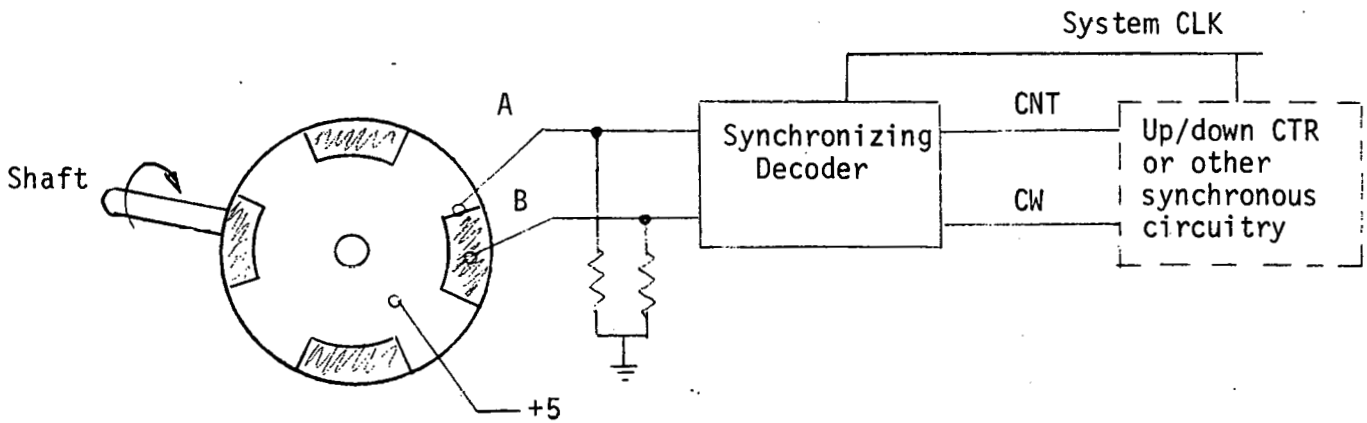 System CLK
A
CNT
Synchronizing
Decoder
Up/down CTR
or other
synchronous
circuitry
Shaft
B
CW
+5